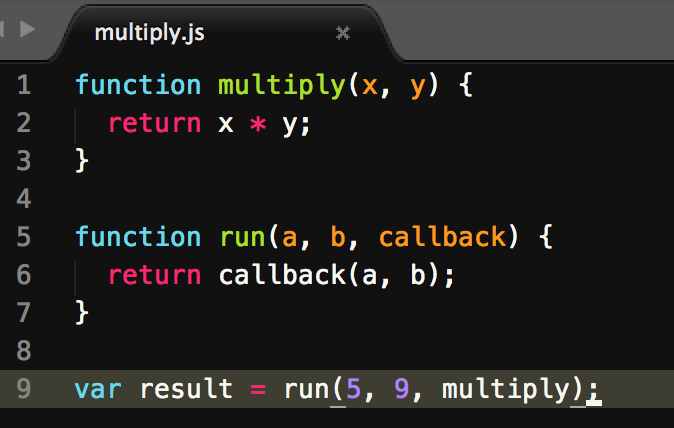 multiply.js
1 function multiply(x, y) {
2   return x * y;
3 }
4
5 function run(a, b, callback) {
6   return callback(a, b);
7 }
8
9 var result = run(5, 9, multiply);